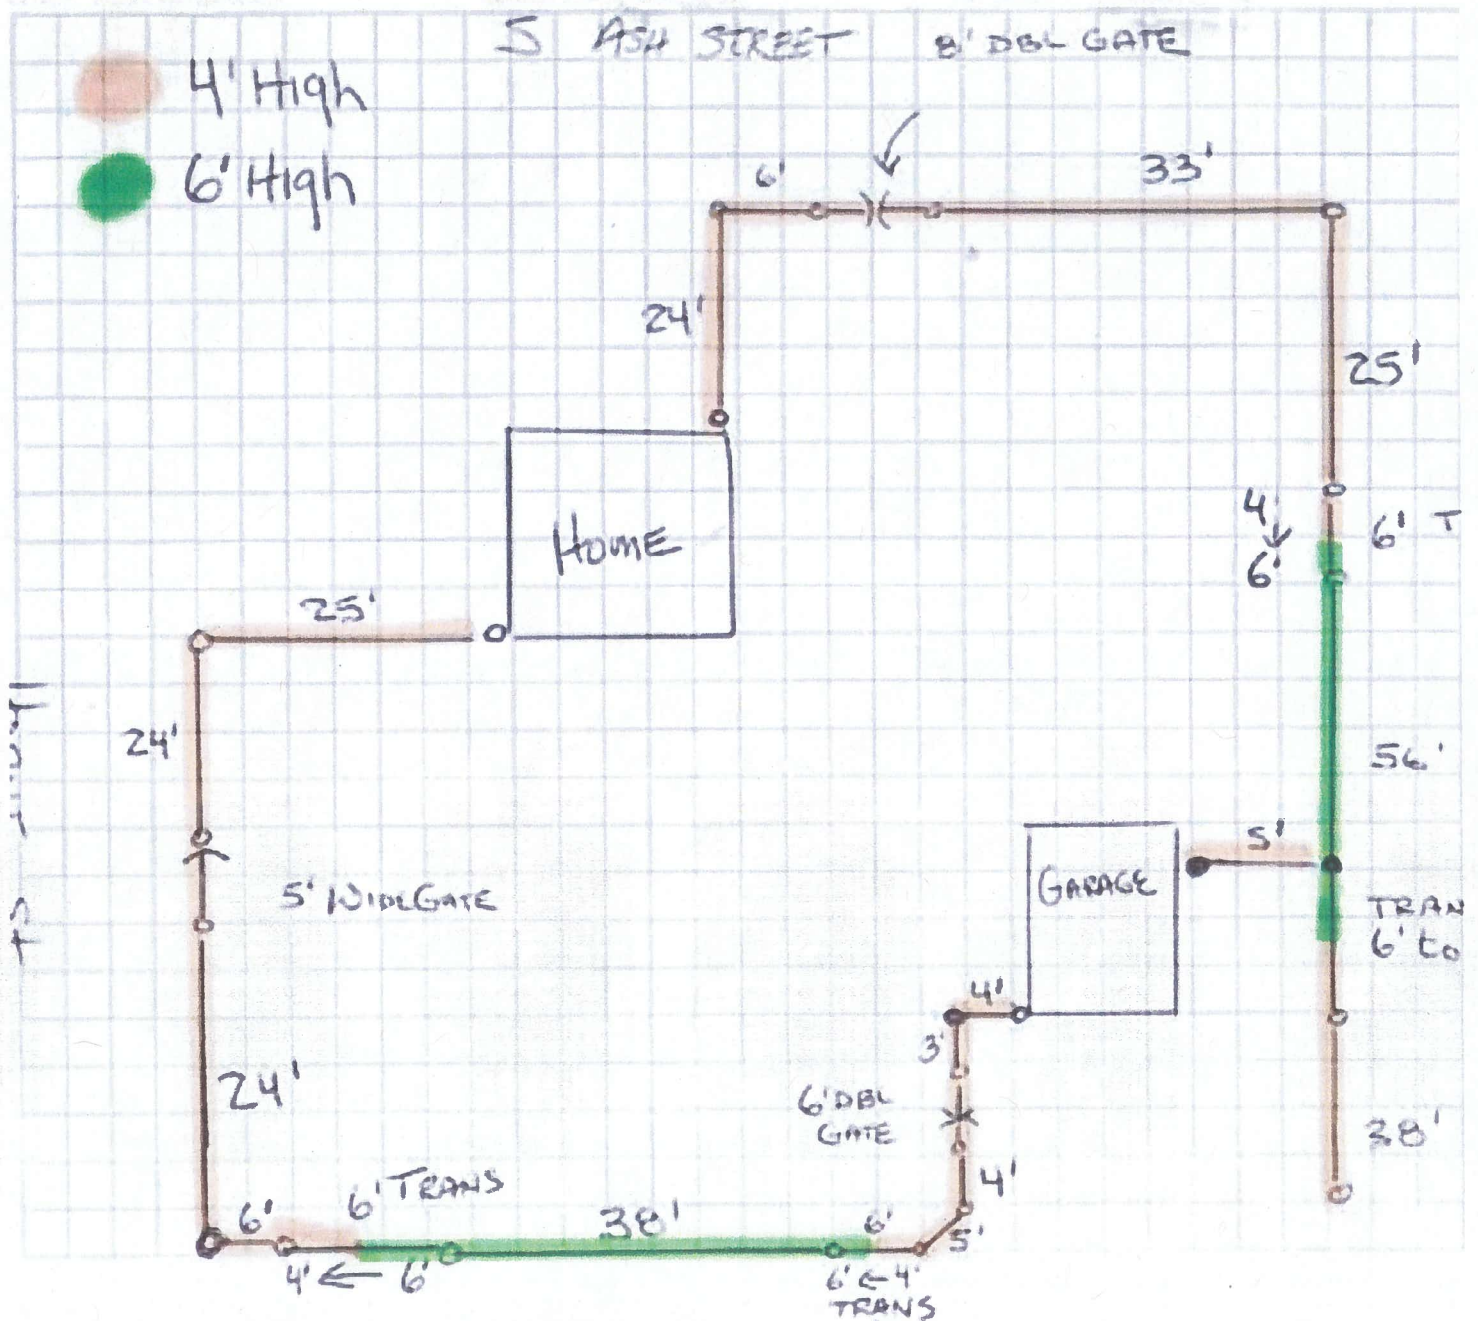 S ASH STREET 8' DBL GATE
4' High
6' High
6'
33'
24'
25'
4'
6'
6' T
HOME
25'
24'
56'
5'
GARAGE
5' WIDE GATE
TRAN
6' to
4'
3'
6' DBL
GATE
24'
4'
38'
6'
6' TRANS
38'
6'
5'
4' ← 6'
6' ← 4'
TRANS